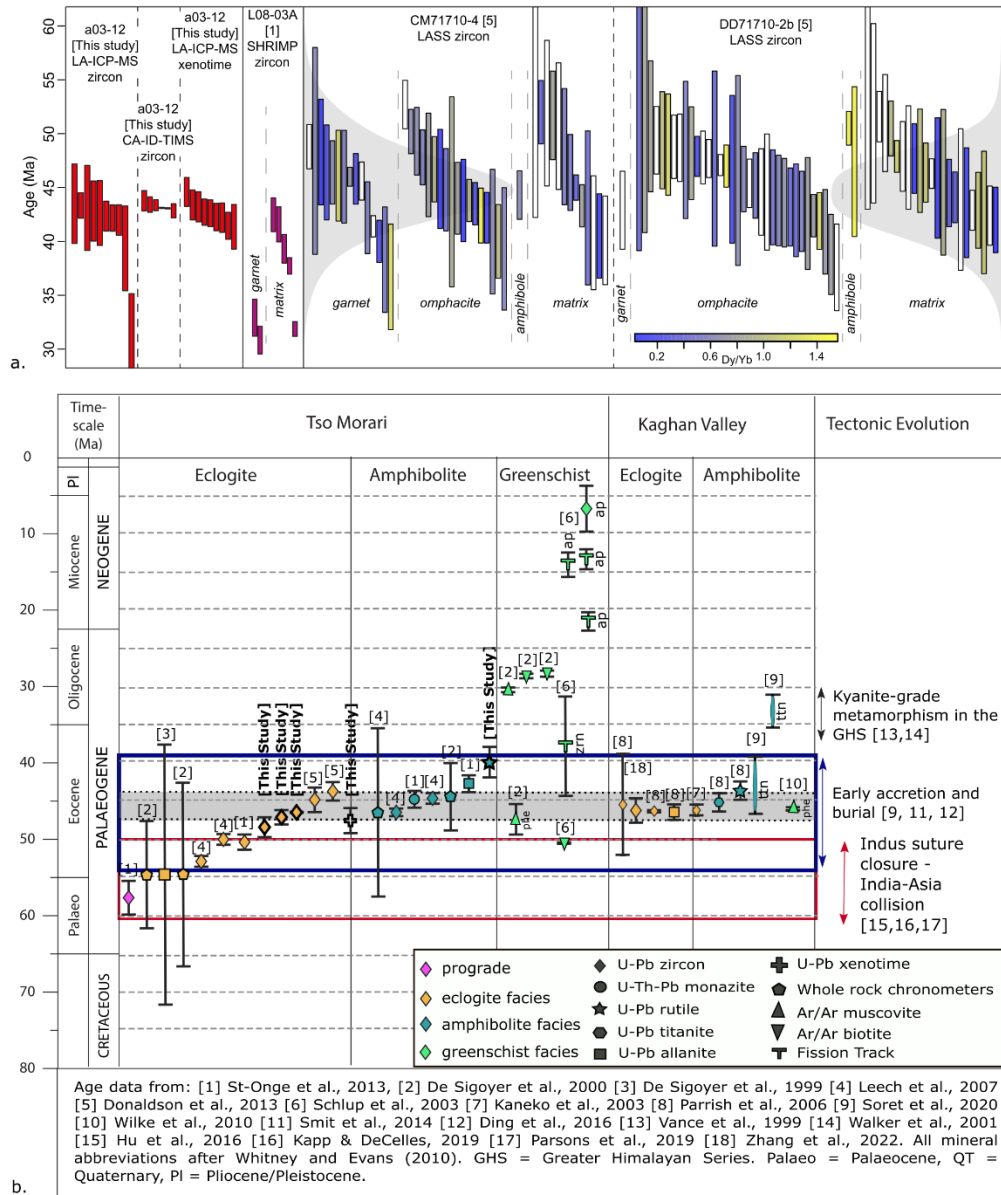 60
55
50
45
40
35
30
Age (Ma)
a03-12
[This study]
LA-ICP-MS
zircon
a03-12
[This study]
CA-ID-TIMS
zircon
a03-12
[This study]
LA-ICP-MS
xenotime
L08-03A
[1]
SHRIMP
zircon
garnet
matrix
CM71710-4 [5]
LASS zircon
garnet
omphacite
amphibole
matrix
DD71710-2b [5]
LASS zircon
garnet
omphacite
amphibole
matrix
0.2 0.6 Dy/Yb 1.0 1.4
a.
Time-
scale
(Ma)
Tso Morari
Kaghan Valley
Tectonic Evolution
Eclogite
Amphibolite
Greenschist
Eclogite
Amphibolite
0
10
20
30
40
50
60
70
80
Pl
Miocene
Oligocene
Eocene
Palaeo
NEOGENE
PALAEOGENE
CRETACEOUS
[1]
[2]
[3]
[2]
[4]
[4]
[1]
[This Study]
[This Study]
[This Study]
[5]
[5]
[This Study]
[4]
[4]
[1]
[4]
[2]
[1]
[This Study]
[2]
[2]
[2]
[2]
phe
[6]
zrn
[6]
[6]
ap
ap
ap
ap
[8]
[18]
[8]
[8]
[7]
[8]
[8]
[9]
ttn
[9]
ttn
[10]
phe
Kyanite-grade
metamorphism in the
GHS [13,14]
Early accretion and
burial [9, 11, 12]
Indus suture
closure -
India-Asia
collision
[15,16,17]
prograde
eclogite facies
amphibolite facies
greenschist facies
U-Pb zircon
U-Th-Pb monazite
U-Pb rutile
U-Pb titanite
U-Pb allanite
U-Pb xenotime
Whole rock chronometers
Ar/Ar muscovite
Ar/Ar biotite
Fission Track
Age data from: [1] St-Onge et al., 2013, [2] De Sigoyer et al., 2000 [3] De Sigoyer et al., 1999 [4] Leech et al., 2007
[5] Donaldson et al., 2013 [6] Schlup et al., 2003 [7] Kaneko et al., 2003 [8] Parrish et al., 2006 [9] Soret et al., 2020
[10] Wilke et al., 2010 [11] Smit et al., 2014 [12] Ding et al., 2016 [13] Vance et al., 1999 [14] Walker et al., 2001
[15] Hu et al., 2016 [16] Kapp & DeCelles, 2019 [17] Parsons et al., 2019 [18] Zhang et al., 2022. All mineral
abbreviations after Whitney and Evans (2010). GHS = Greater Himalayan Series. Palaeo = Palaeocene, QT =
Quaternary, Pl = Pliocene/Pleistocene.
b.